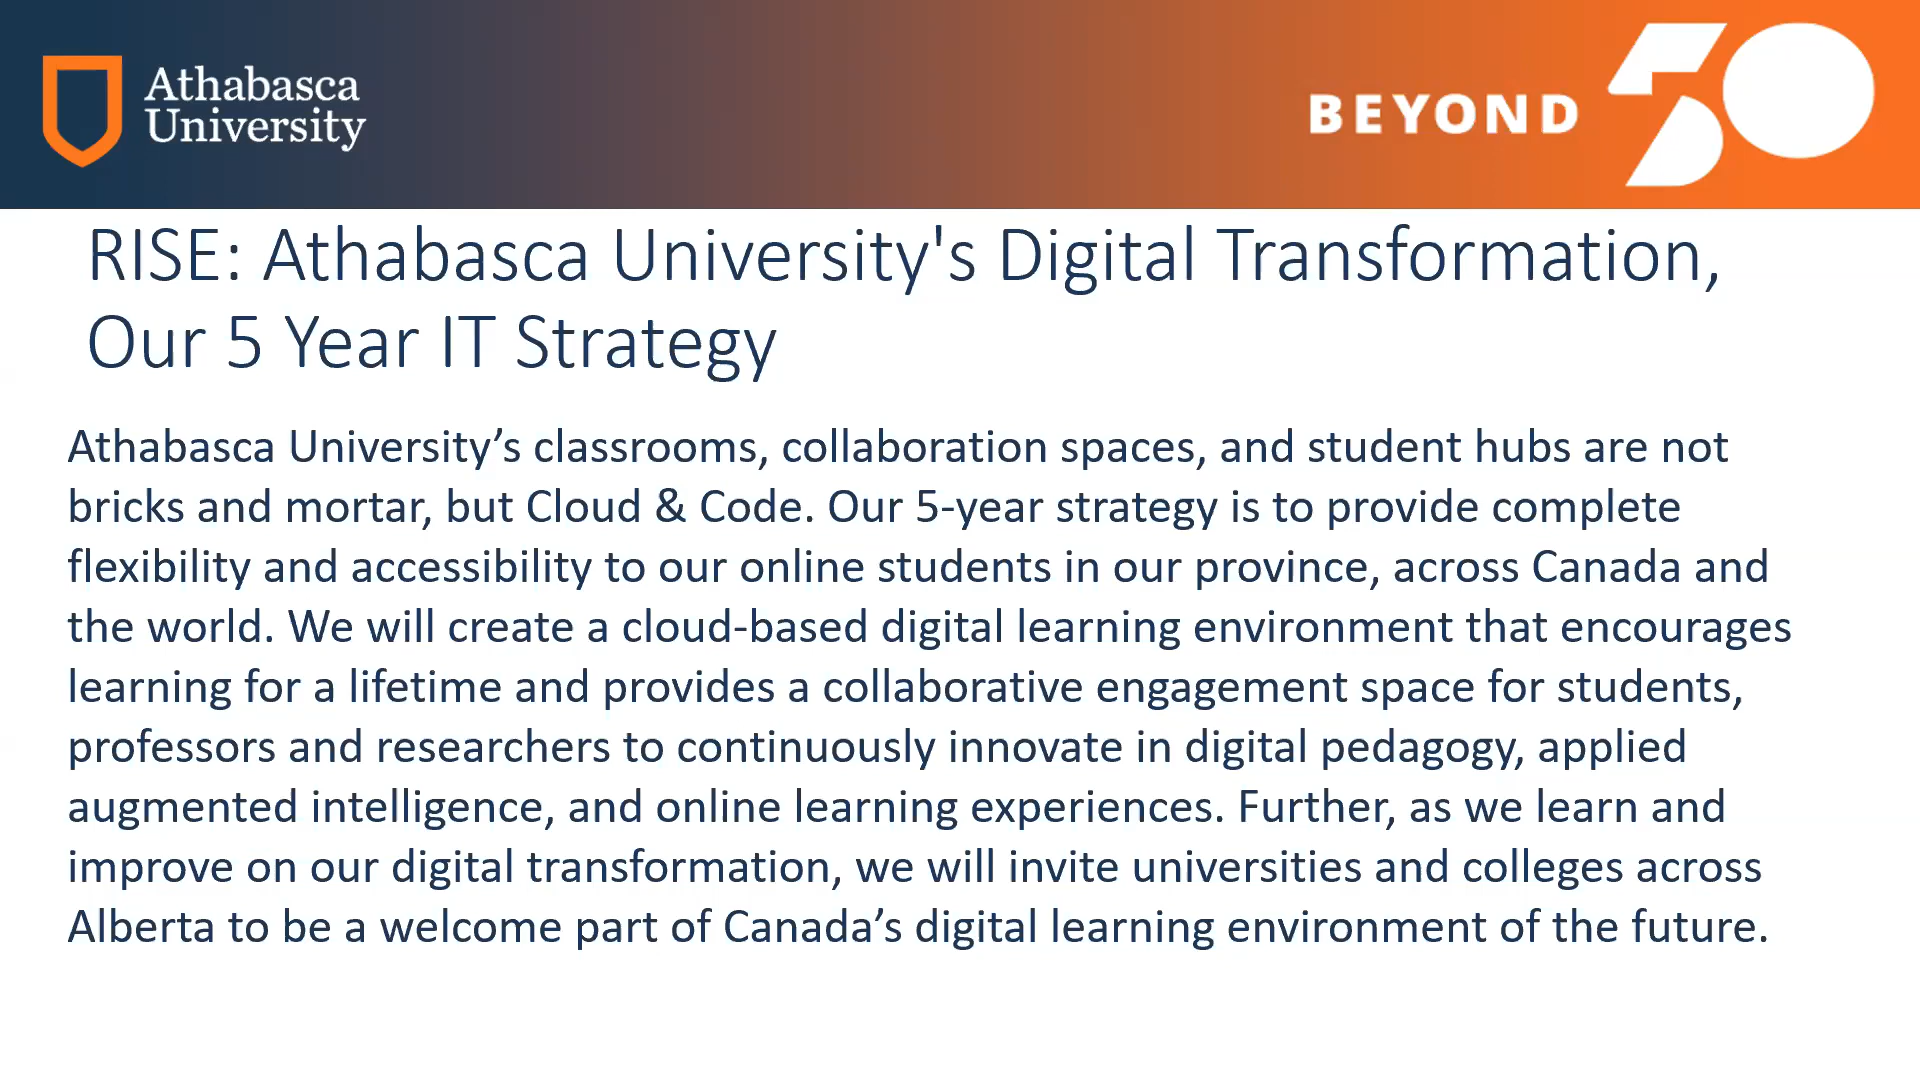 Athabasca
University
BEYOND 50
RISE: Athabasca University's Digital Transformation,
Our 5 Year IT Strategy
Athabasca University’s classrooms, collaboration spaces, and student hubs are not
bricks and mortar, but Cloud & Code. Our 5-year strategy is to provide complete
flexibility and accessibility to our online students in our province, across Canada and
the world. We will create a cloud-based digital learning environment that encourages
learning for a lifetime and provides a collaborative engagement space for students,
professors and researchers to continuously innovate in digital pedagogy, applied
augmented intelligence, and online learning experiences. Further, as we learn and
improve on our digital transformation, we will invite universities and colleges across
Alberta to be a welcome part of Canada’s digital learning environment of the future.